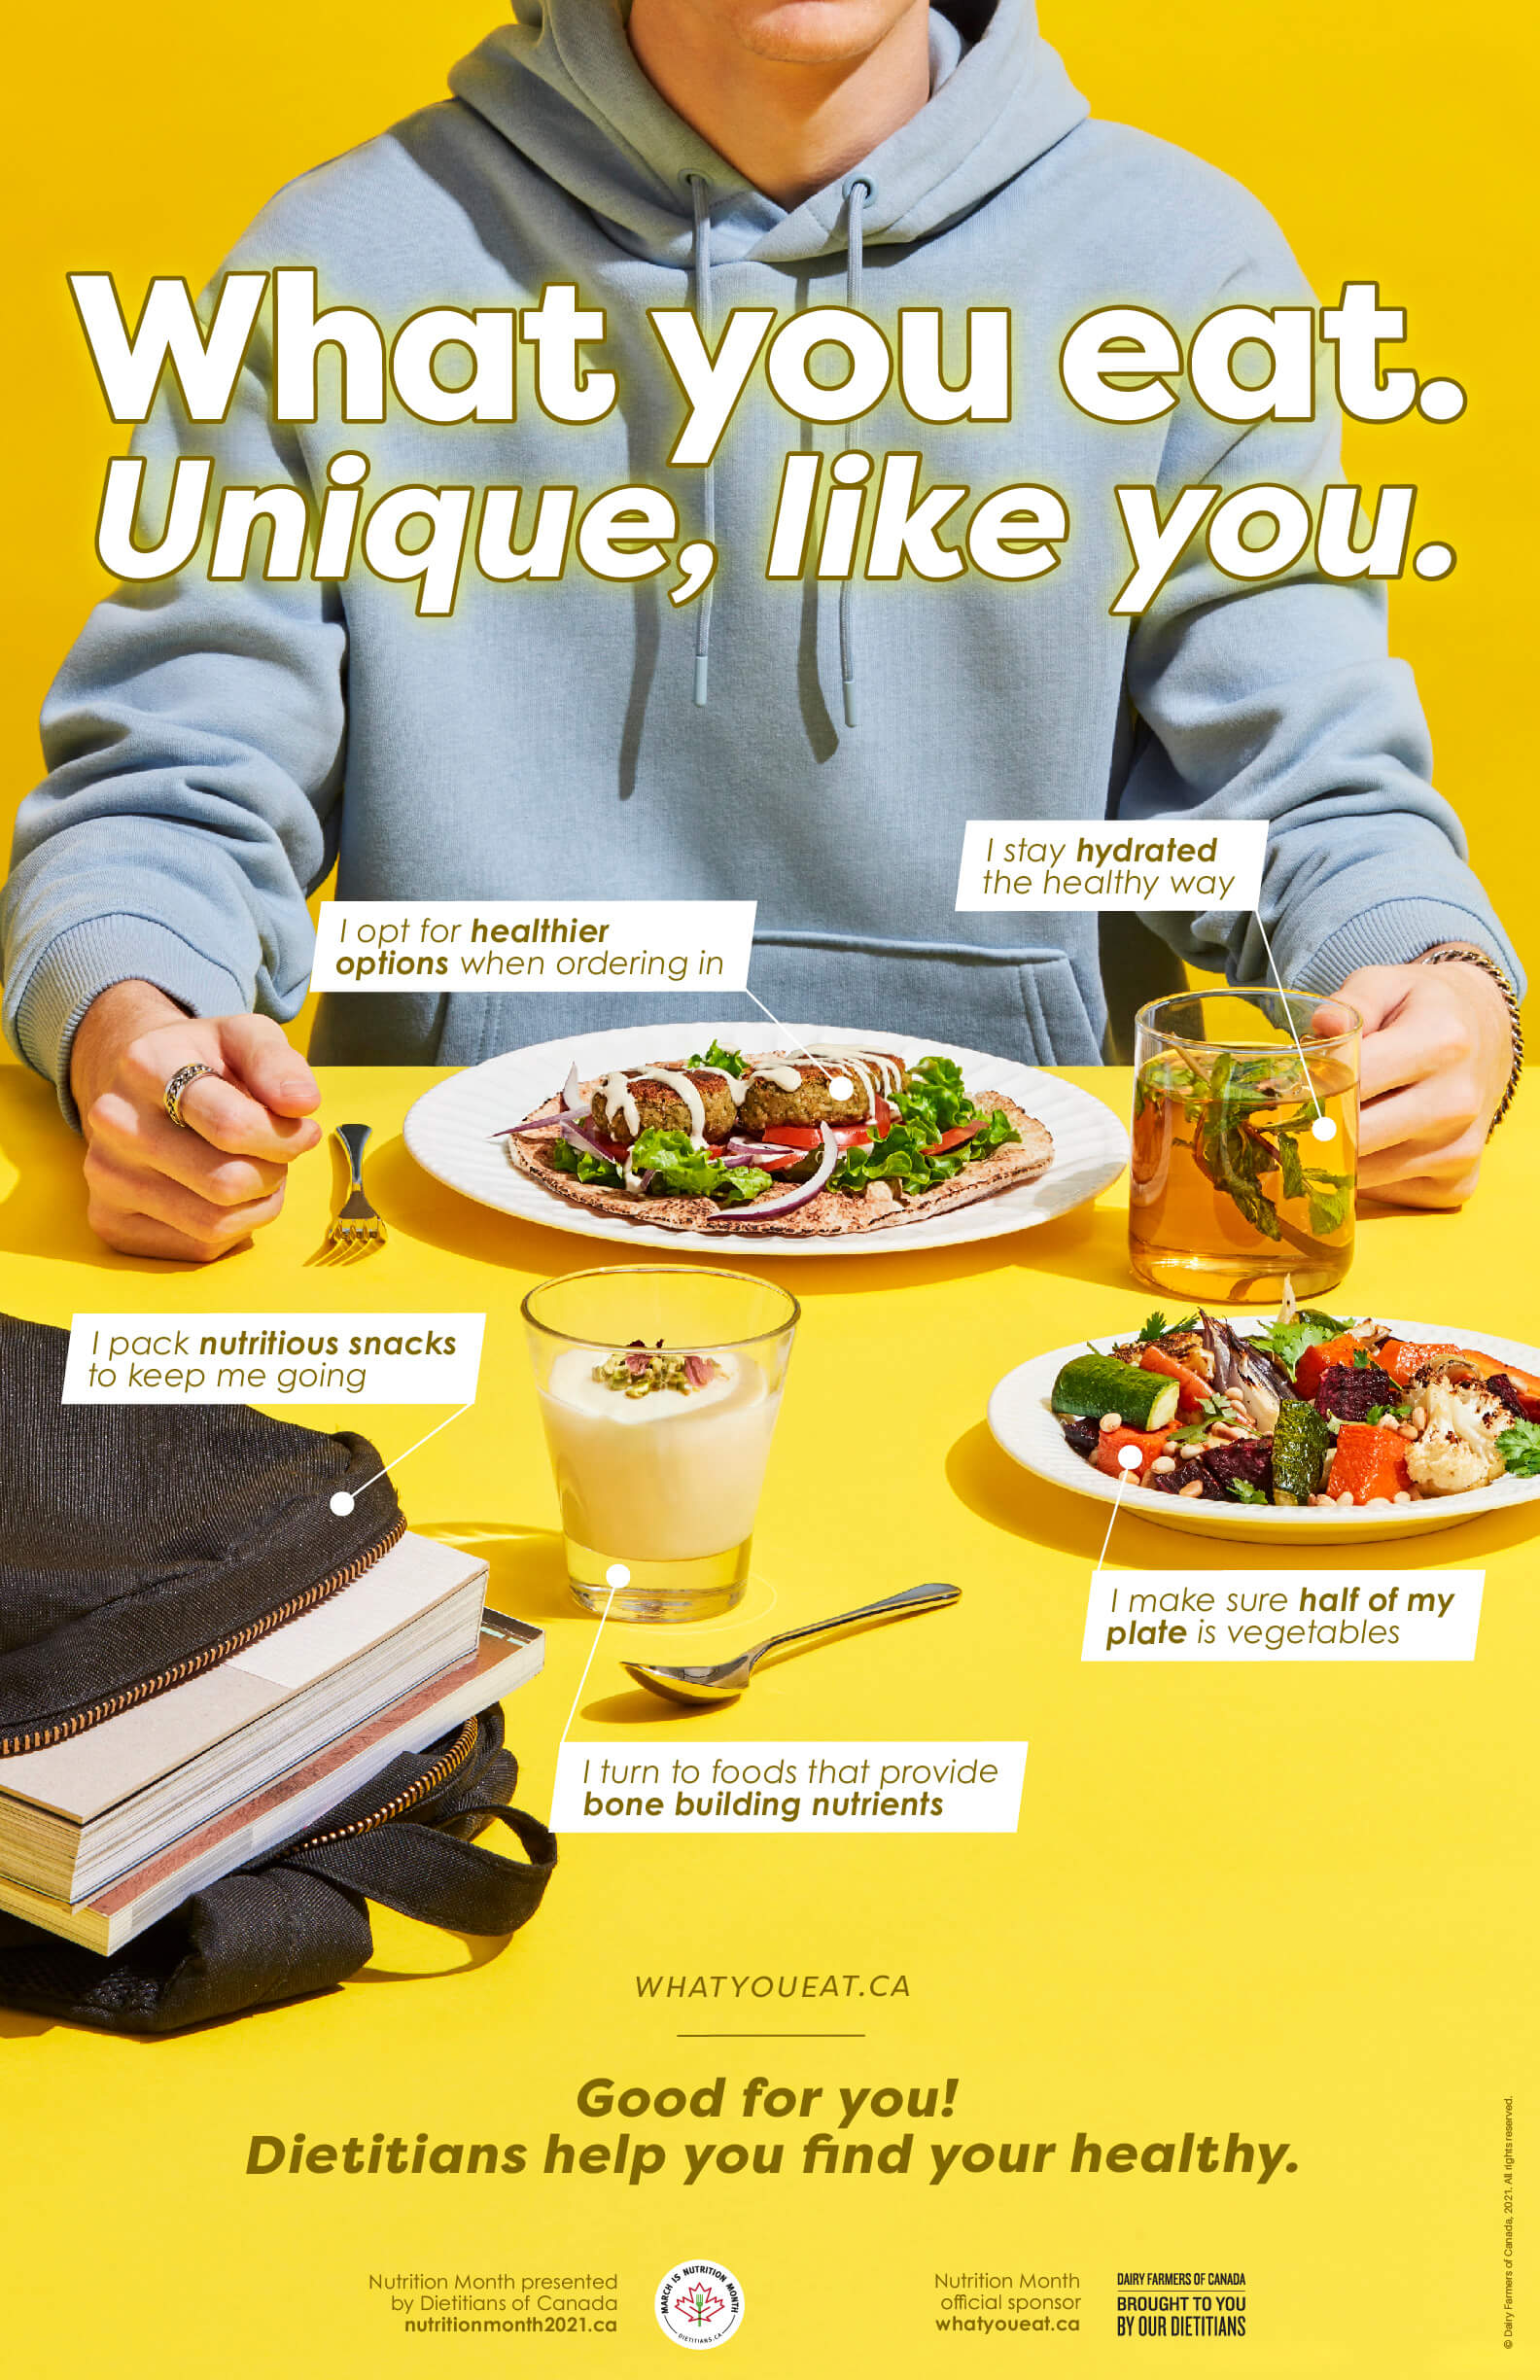 What you eat.
Unique, like you.
I stay hydrated
the healthy way
I opt for healthier
options when ordering in
I pack nutritious snacks
to keep me going
I make sure half of my
plate is vegetables
I turn to foods that provide
bone building nutrients
WHATYOUEAT.CA
Good for you!
Dietitians help you find your healthy.
Nutrition Month presented
by Dietitians of Canada
nutritionmonth2021.ca
MARCH IS NUTRITION MONTH
DIETITIANS.CA
Nutrition Month
official sponsor
whatyoueat.ca
DAIRY FARMERS OF CANADA
BROUGHT TO YOU
BY OUR DIETITIANS
© Dairy Farmers of Canada, 2021. All rights reserved.